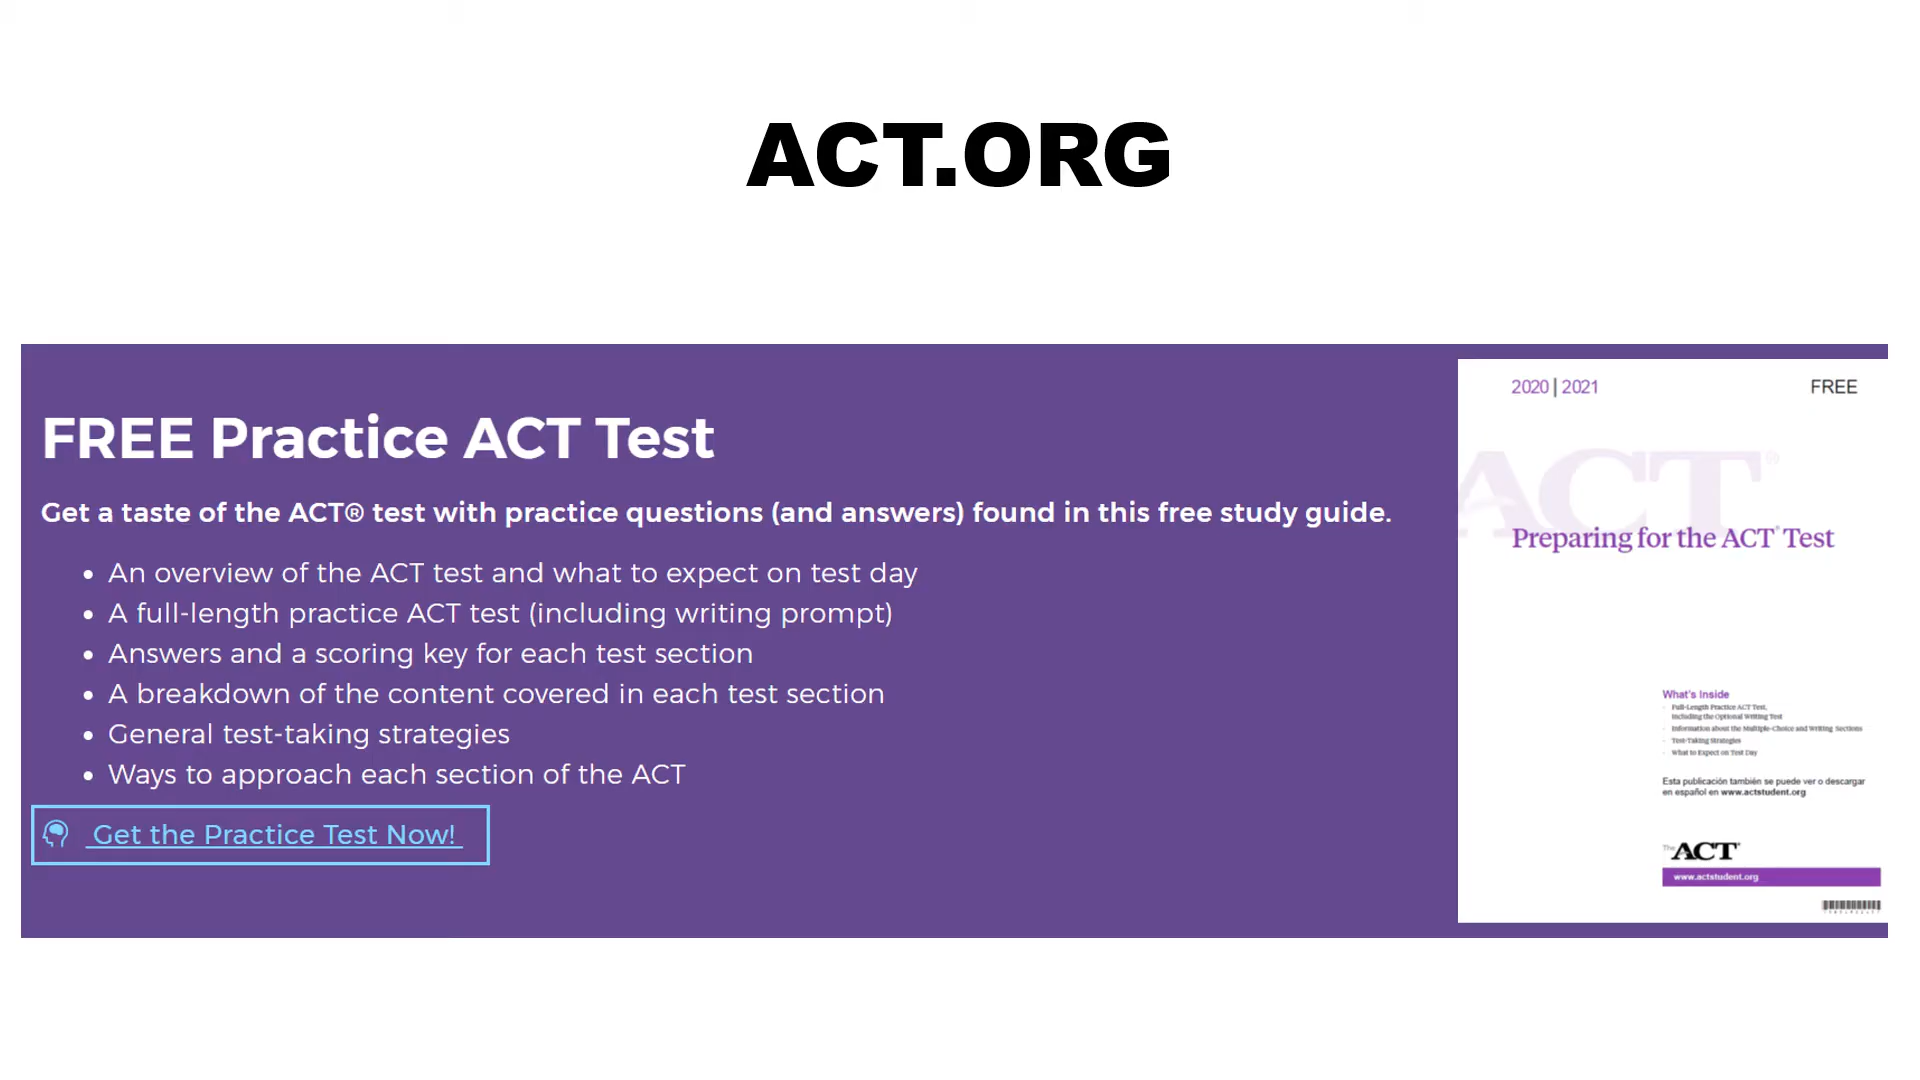 ACT.ORG
FREE Practice ACT Test
Get a taste of the ACT® test with practice questions (and answers) found in this free study guide.
• An overview of the ACT test and what to expect on test day
• A full-length practice ACT test (including writing prompt)
• Answers and a scoring key for each test section
• A breakdown of the content covered in each test section
• General test-taking strategies
• Ways to approach each section of the ACT
Get the Practice Test Now!
2020 | 2021
FREE
ACT®
Preparing for the ACT® Test
What's Inside
Full-Length Practice ACT Test,
including the Optional Writing Test
Information about the Multiple-Choice and Writing Sections
Test-Taking Strategies
What to Expect on Test Day
Esta publicación también se puede ver o descargar
en español en www.actstudent.org
The ACT®
www.actstudent.org